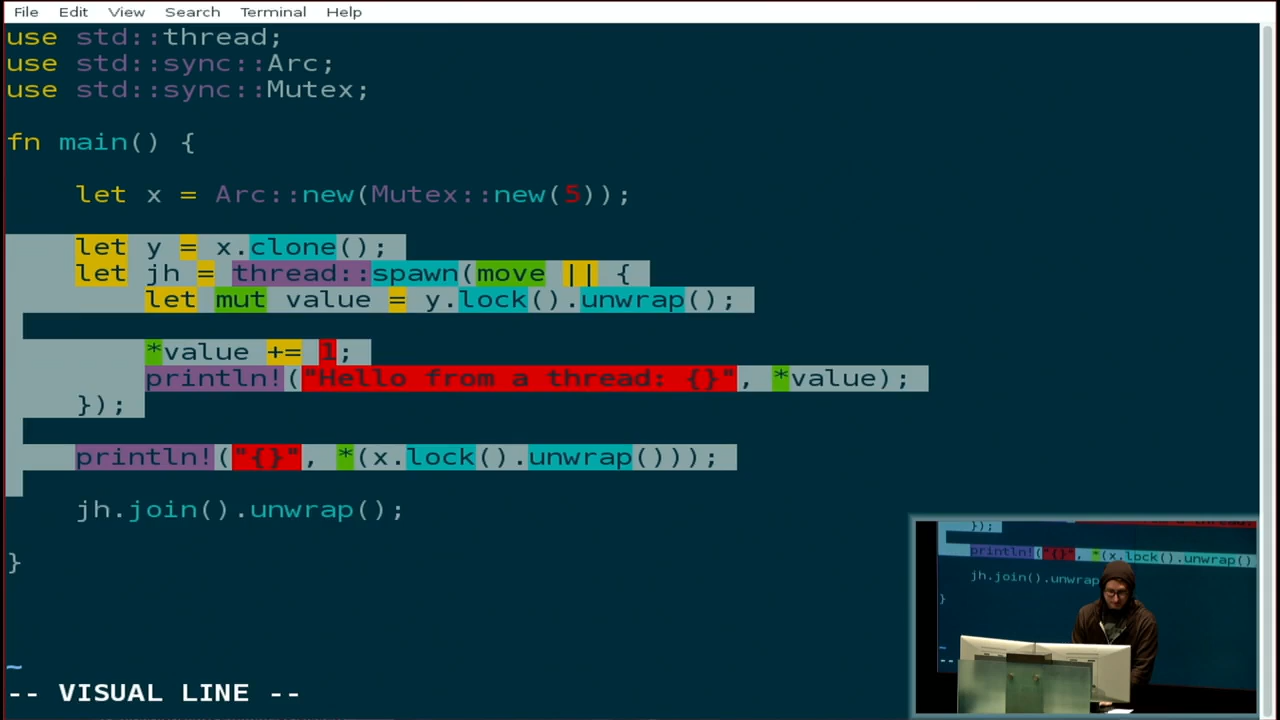 File Edit View Search Terminal Help
use std::thread;
use std::sync::Arc;
use std::sync::Mutex;
fn main() {
let x = Arc::new(Mutex::new(5));
let y = x.clone();
let jh = thread::spawn(move || {
let mut value = y.lock().unwrap();
*value += 1;
println!("Hello from a thread: {}", *value);
});
println!("{}", *(x.lock().unwrap()));
jh.join().unwrap();
}
~
-- VISUAL LINE --
});
println!("{}", *(x.lock().unwrap()
jh.join().unwrap
}
~
--